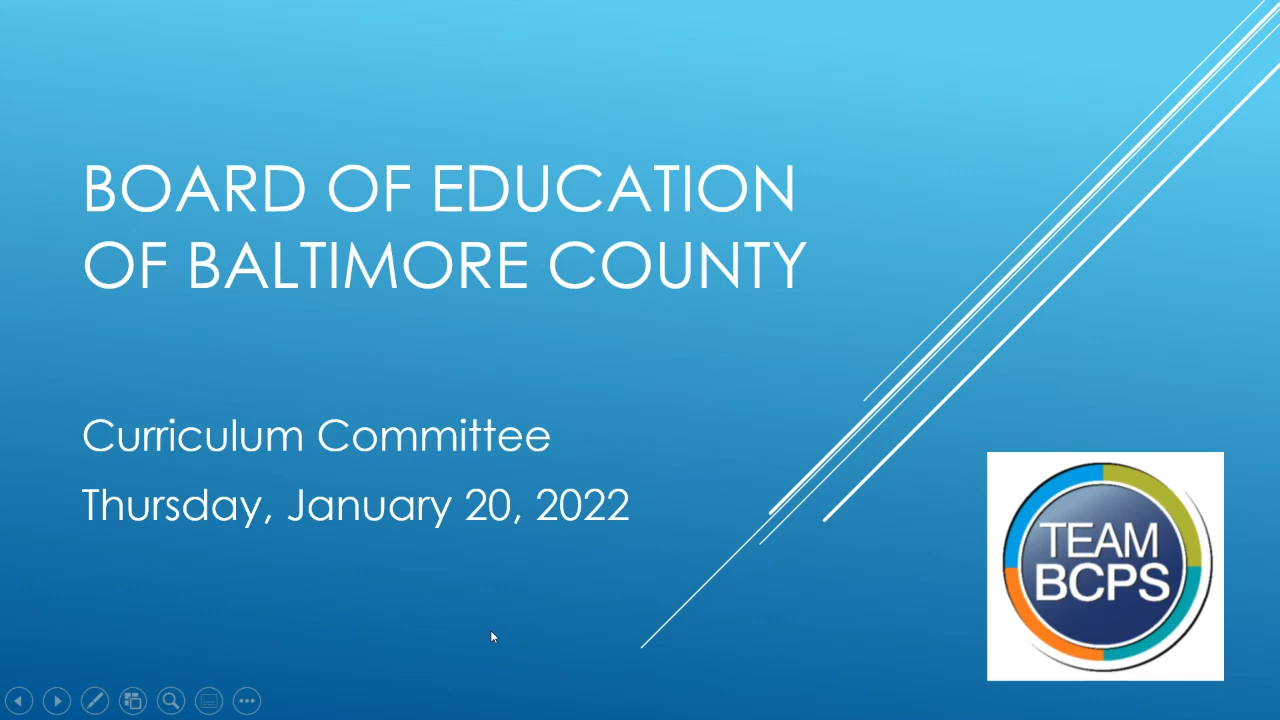 BOARD OF EDUCATION
OF BALTIMORE COUNTY
Curriculum Committee
Thursday, January 20, 2022
TEAM
BCPS